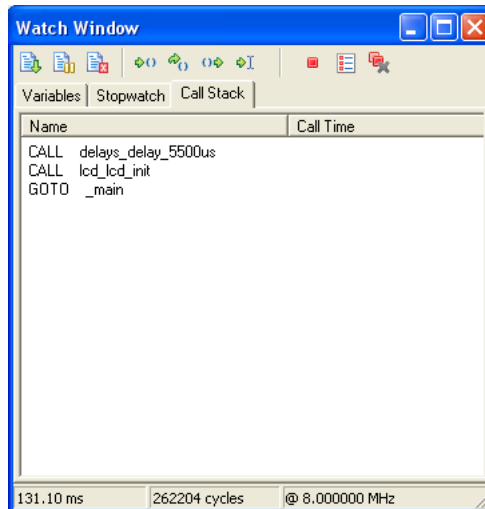 Watch Window
Variables Stopwatch Call Stack
Name Call Time
CALL delays_delay_5500us
CALL lcd_lcd_init
GOTO _main
131.10 ms 262204 cycles @ 8.000000 MHz